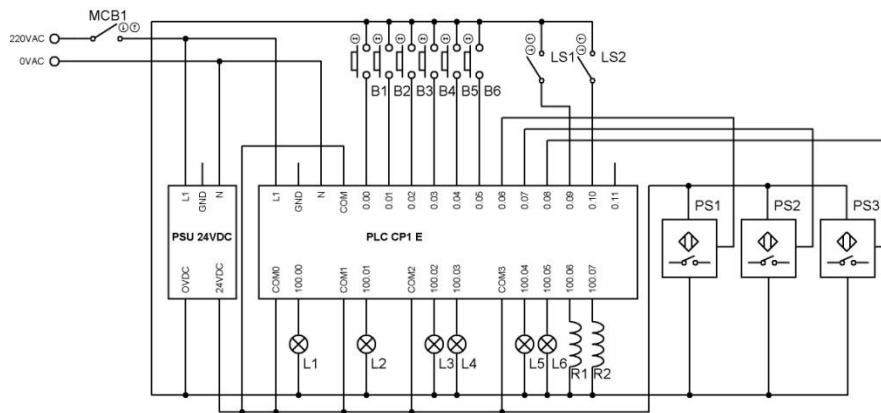 MCB1
220VAC
0VAC
B1 B2 B3 B4 B5 B6
LS1 LS2
L1 GND N
L1 GND N COM 0.00 0.01 0.02 0.03 0.04 0.05 0.06 0.07 0.08 0.09 0.10 0.11
PS1 PS2 PS3
PSU 24VDC
PLC CP1 E
OVDC 24VDC
COM0 100.00 COM1 100.01 COM2 100.02 100.03 COM3 100.04 100.05 100.06 100.07
L1 L2 L3 L4 L5 L6 R1 R2